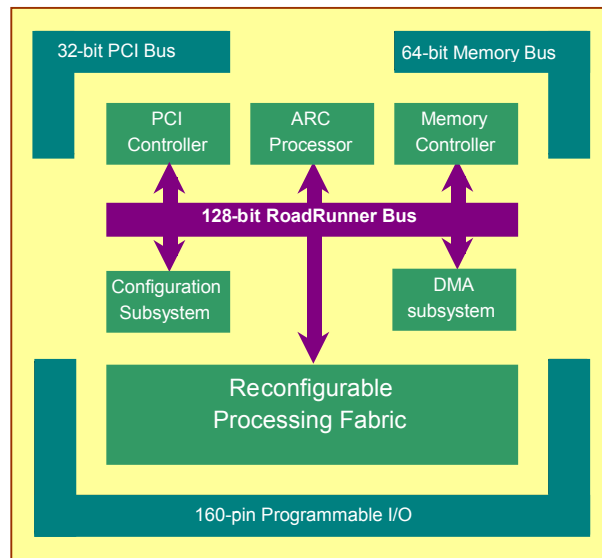 32-bit PCI Bus
64-bit Memory Bus
PCI
Controller
ARC
Processor
Memory
Controller
128-bit RoadRunner Bus
Configuration
Subsystem
DMA
subsystem
Reconfigurable
Processing Fabric
160-pin Programmable I/O